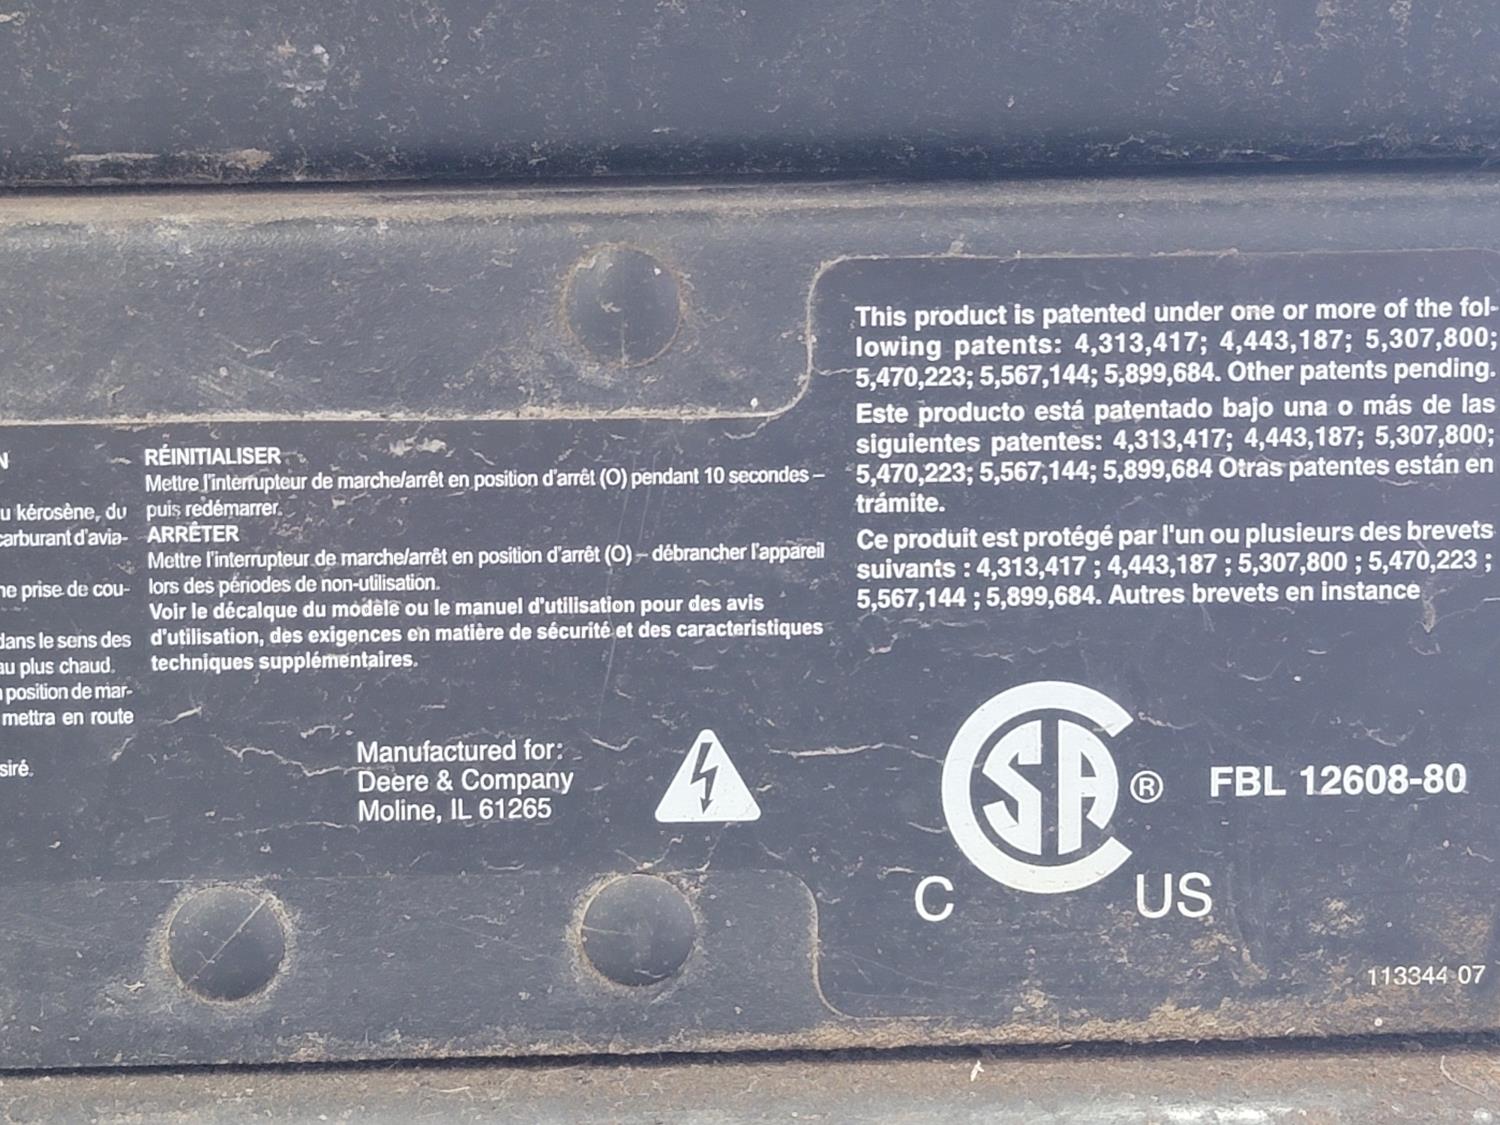 N
u kérosène, du
carburant d'avia-
ne prise de cou-
dans le sens des
au plus chaud.
position de mar-
mettra en route
siré.
RÉINITIALISER
Mettre l'interrupteur de marche/arrêt en position d'arrêt (O) pendant 10 secondes –
puis redémarrer.
ARRÊTER
Mettre l'interrupteur de marche/arrêt en position d'arrêt (O) – débrancher l'appareil
lors des périodes de non-utilisation.
Voir le décalque du modèle ou le manuel d'utilisation pour des avis
d'utilisation, des exigences en matière de sécurité et des caracteristiques
techniques supplémentaires.
Manufactured for:
Deere & Company
Moline, IL 61265
This product is patented under one or more of the fol-
lowing patents: 4,313,417; 4,443,187; 5,307,800;
5,470,223; 5,567,144; 5,899,684. Other patents pending.
Este producto está patentado bajo una o más de las
siguientes patentes: 4,313,417; 4,443,187; 5,307,800;
5,470,223; 5,567,144; 5,899,684 Otras patentes están en
trámite.
Ce produit est protégé par l'un ou plusieurs des brevets
suivants : 4,313,417 ; 4,443,187 ; 5,307,800 ; 5,470,223 ;
5,567,144 ; 5,899,684. Autres brevets en instance
CSA ® FBL 12608-80
C US
113344 07